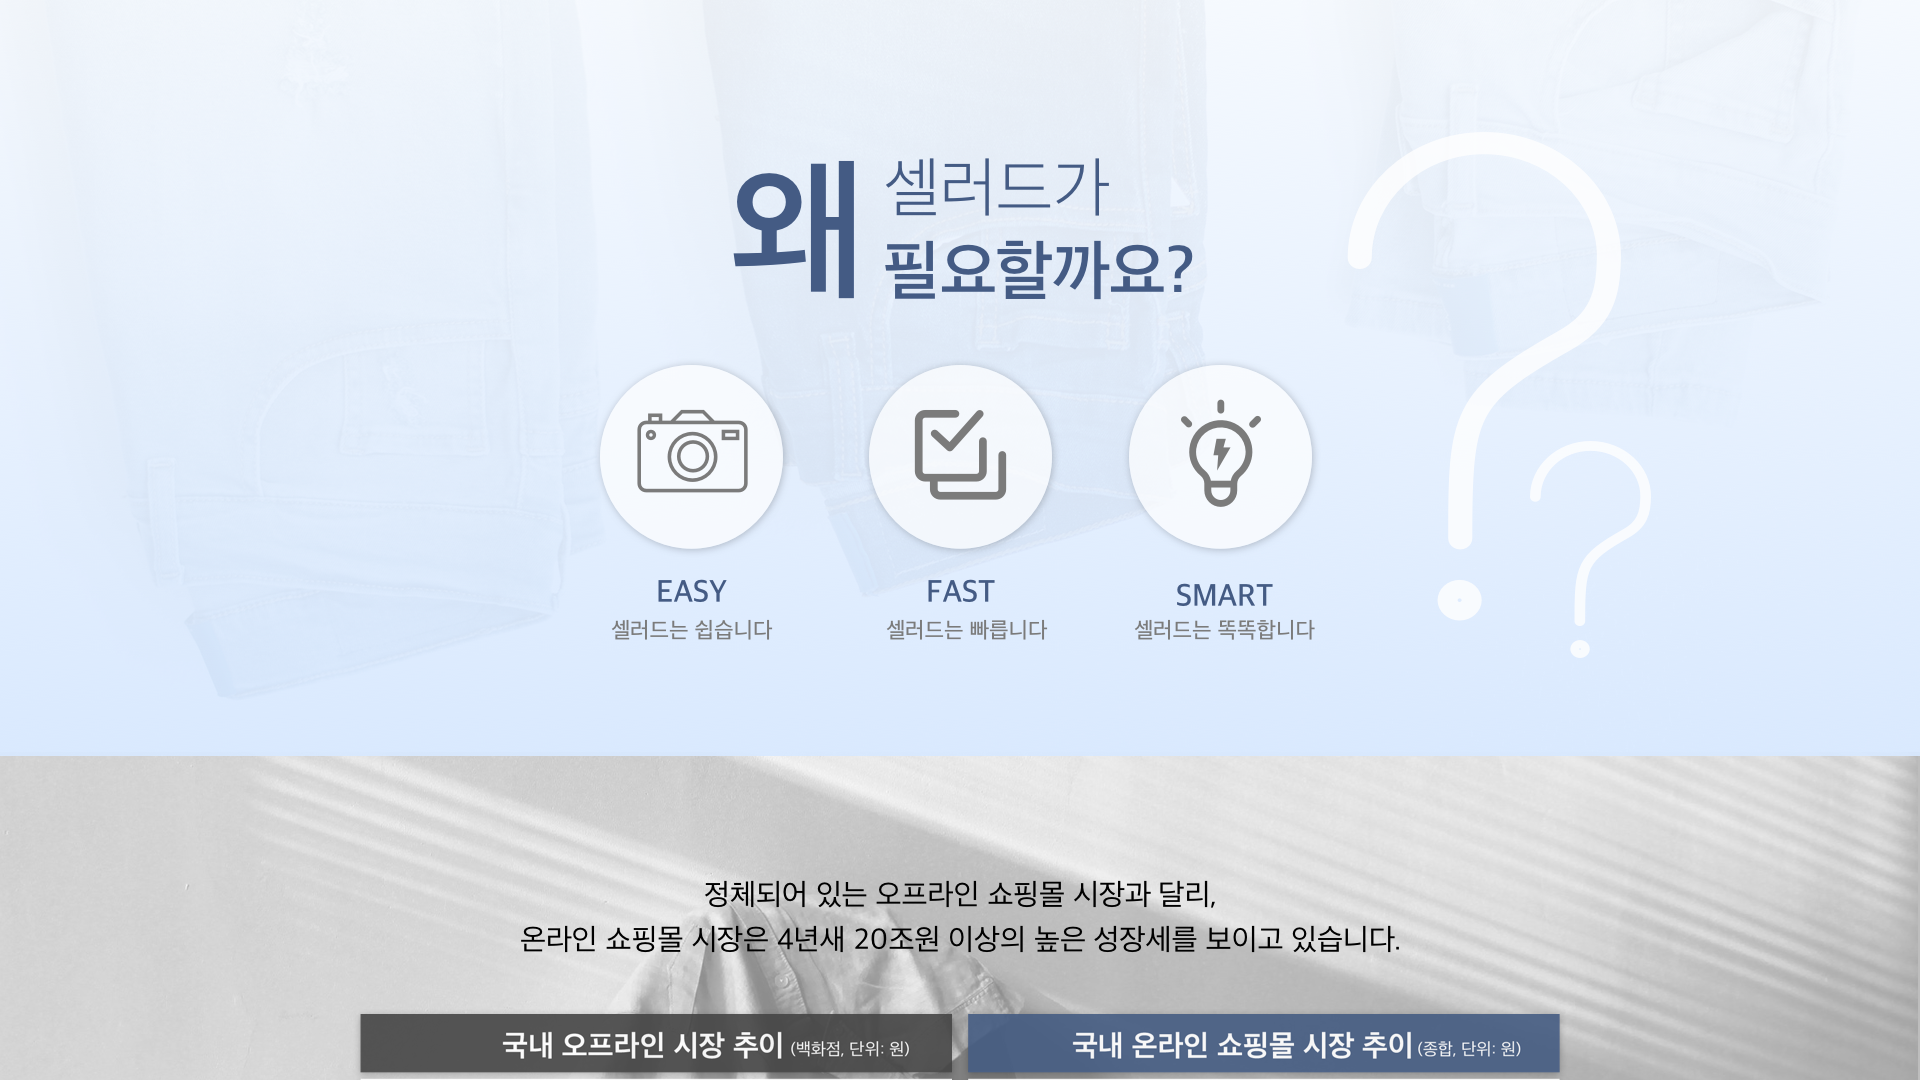 왜 셀러드가
필요할까요?
EASY
셀러드는 쉽습니다
FAST
셀러드는 빠릅니다
SMART
셀러드는 똑똑합니다
정체되어 있는 오프라인 쇼핑몰 시장과 달리,
온라인 쇼핑몰 시장은 4년새 20조원 이상의 높은 성장세를 보이고 있습니다.
국내 오프라인 시장 추이 (백화점, 단위: 원)
국내 온라인 쇼핑몰 시장 추이 (종합, 단위: 원)